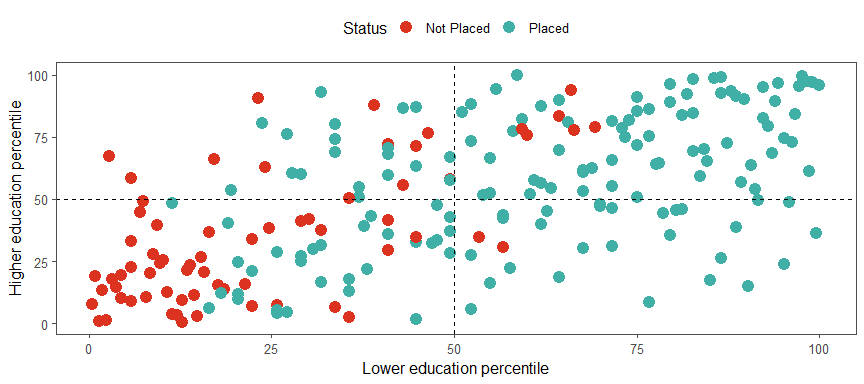 Status Not Placed Placed
Higher education percentile
100
75
50
25
0
0 25 50 75 100
Lower education percentile